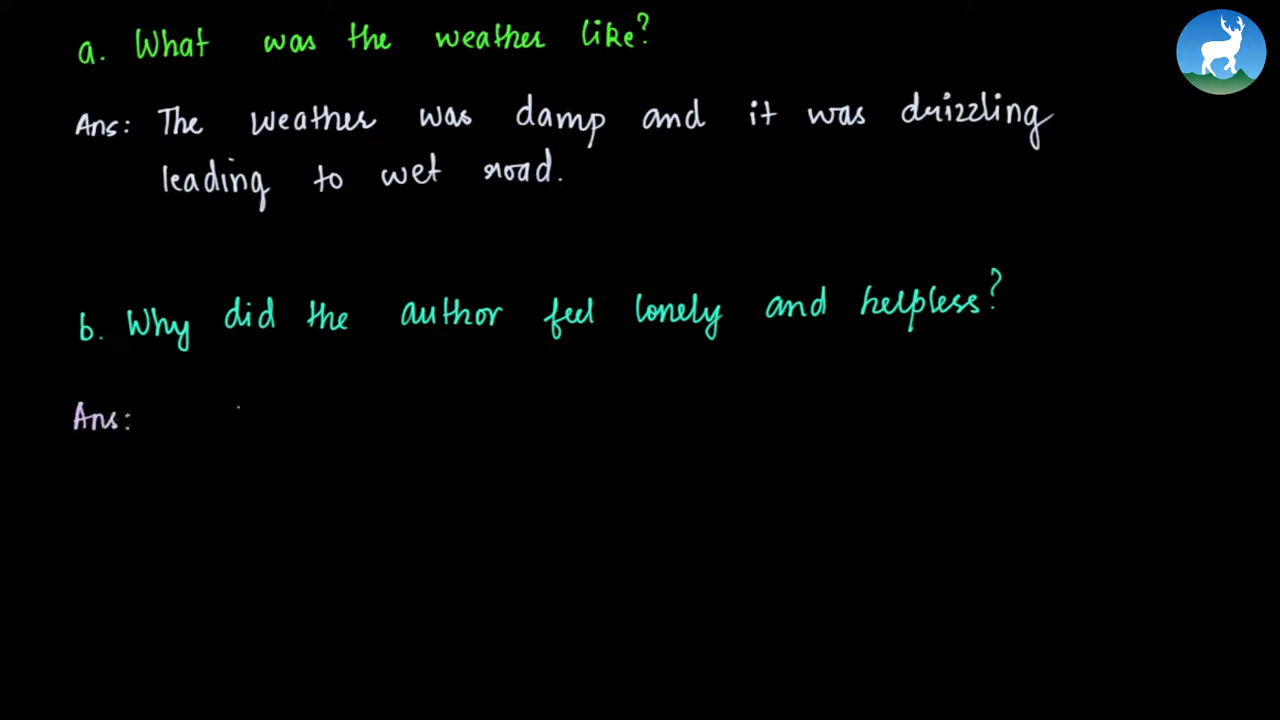 a. What was the weather like?
Ans: The weather was damp and it was drizzling
leading to wet road.
b. Why did the author feel lonely and helpless?
Ans: